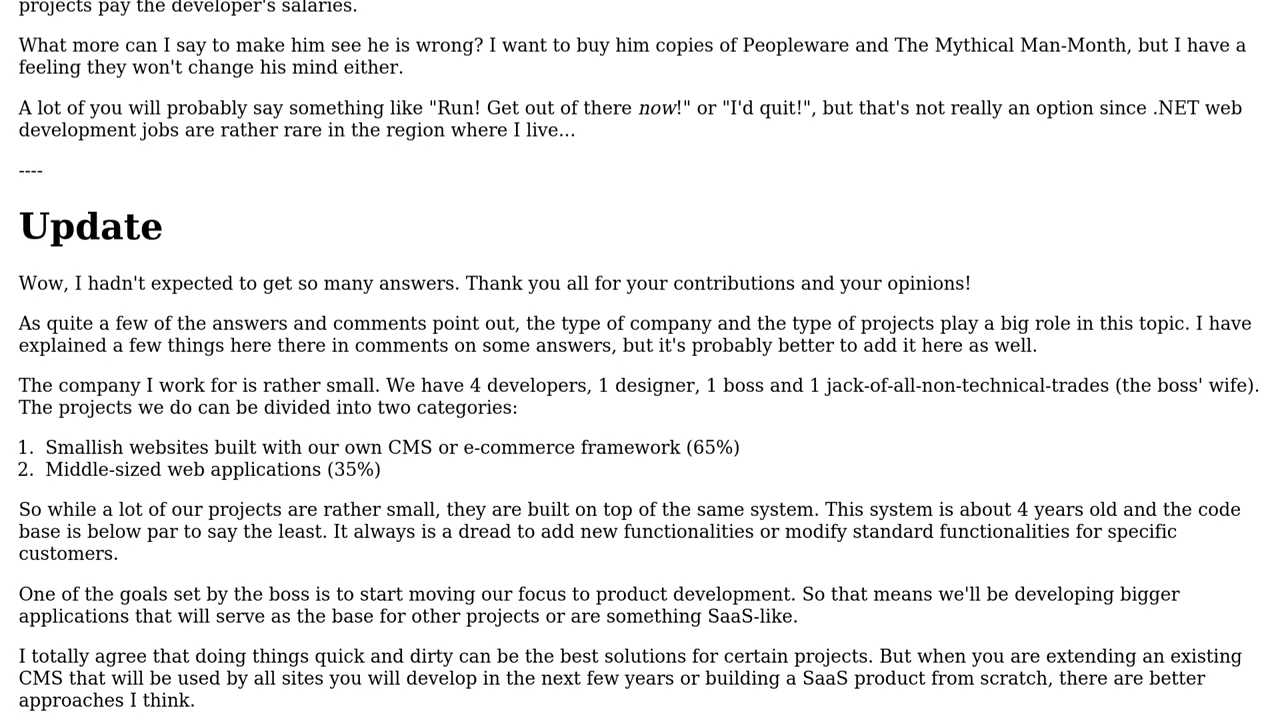 projects pay the developer's salaries.
What more can I say to make him see he is wrong? I want to buy him copies of Peopleware and The Mythical Man-Month, but I have a
feeling they won't change his mind either.
A lot of you will probably say something like "Run! Get out of there now!" or "I'd quit!", but that's not really an option since .NET web
development jobs are rather rare in the region where I live...
----
Update
Wow, I hadn't expected to get so many answers. Thank you all for your contributions and your opinions!
As quite a few of the answers and comments point out, the type of company and the type of projects play a big role in this topic. I have
explained a few things here there in comments on some answers, but it's probably better to add it here as well.
The company I work for is rather small. We have 4 developers, 1 designer, 1 boss and 1 jack-of-all-non-technical-trades (the boss' wife).
The projects we do can be divided into two categories:
1. Smallish websites built with our own CMS or e-commerce framework (65%)
2. Middle-sized web applications (35%)
So while a lot of our projects are rather small, they are built on top of the same system. This system is about 4 years old and the code
base is below par to say the least. It always is a dread to add new functionalities or modify standard functionalities for specific
customers.
One of the goals set by the boss is to start moving our focus to product development. So that means we'll be developing bigger
applications that will serve as the base for other projects or are something SaaS-like.
I totally agree that doing things quick and dirty can be the best solutions for certain projects. But when you are extending an existing
CMS that will be used by all sites you will develop in the next few years or building a SaaS product from scratch, there are better
approaches I think.